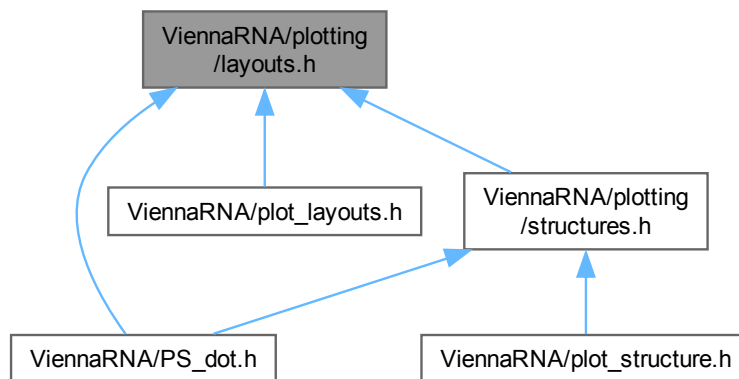 ViennaRNA/plotting
/layouts.h
ViennaRNA/plot_layouts.h
ViennaRNA/plotting
/structures.h
ViennaRNA/PS_dot.h
ViennaRNA/plot_structure.h